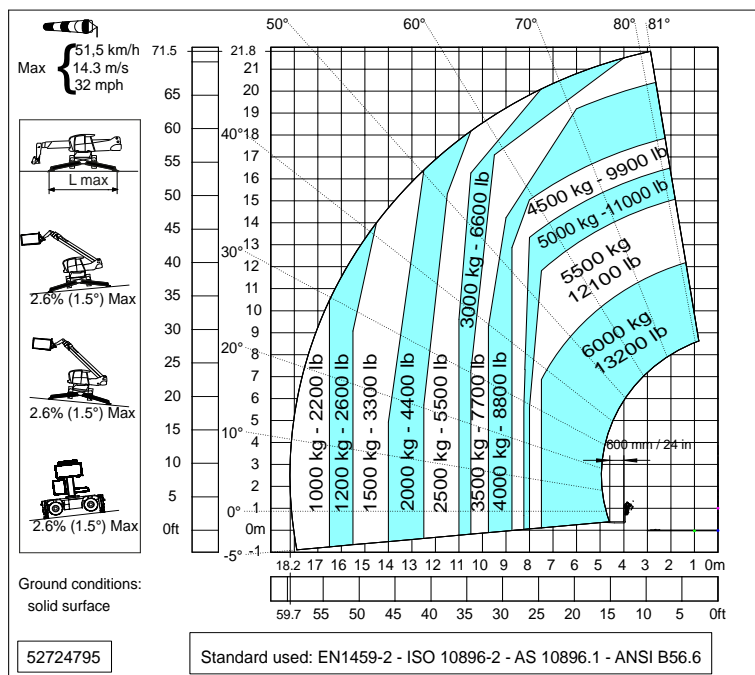 50°
60°
70°
80°
81°
40°
30°
20°
10°
0°
-5°
51,5 km/h
Max { 14.3 m/s
32 mph
L max
2.6% (1.5°) Max
2.6% (1.5°) Max
2.6% (1.5°) Max
Ground conditions:
solid surface
52724795
71.5
65
60
55
50
45
40
35
30
25
20
15
10
5
0ft
21.8
21
20
19
18
17
16
15
14
13
12
11
10
9
8
7
6
5
4
3
2
1
0m
-1
1000 kg - 2200 lb
1200 kg - 2600 lb
1500 kg - 3300 lb
2000 kg - 4400 lb
2500 kg - 5500 lb
3000 kg - 6600 lb
3500 kg - 7700 lb
4000 kg - 8800 lb
4500 kg - 9900 lb
5000 kg -11000 lb
5500 kg
12100 lb
6000 kg
13200 lb
600 mm / 24 in
18.2 17 16 15 14 13 12 11 10 9 8 7 6 5 4 3 2 1 0m
59.7 55 50 45 40 35 30 25 20 15 10 5 0ft
Standard used: EN1459-2 - ISO 10896-2 - AS 10896.1 - ANSI B56.6